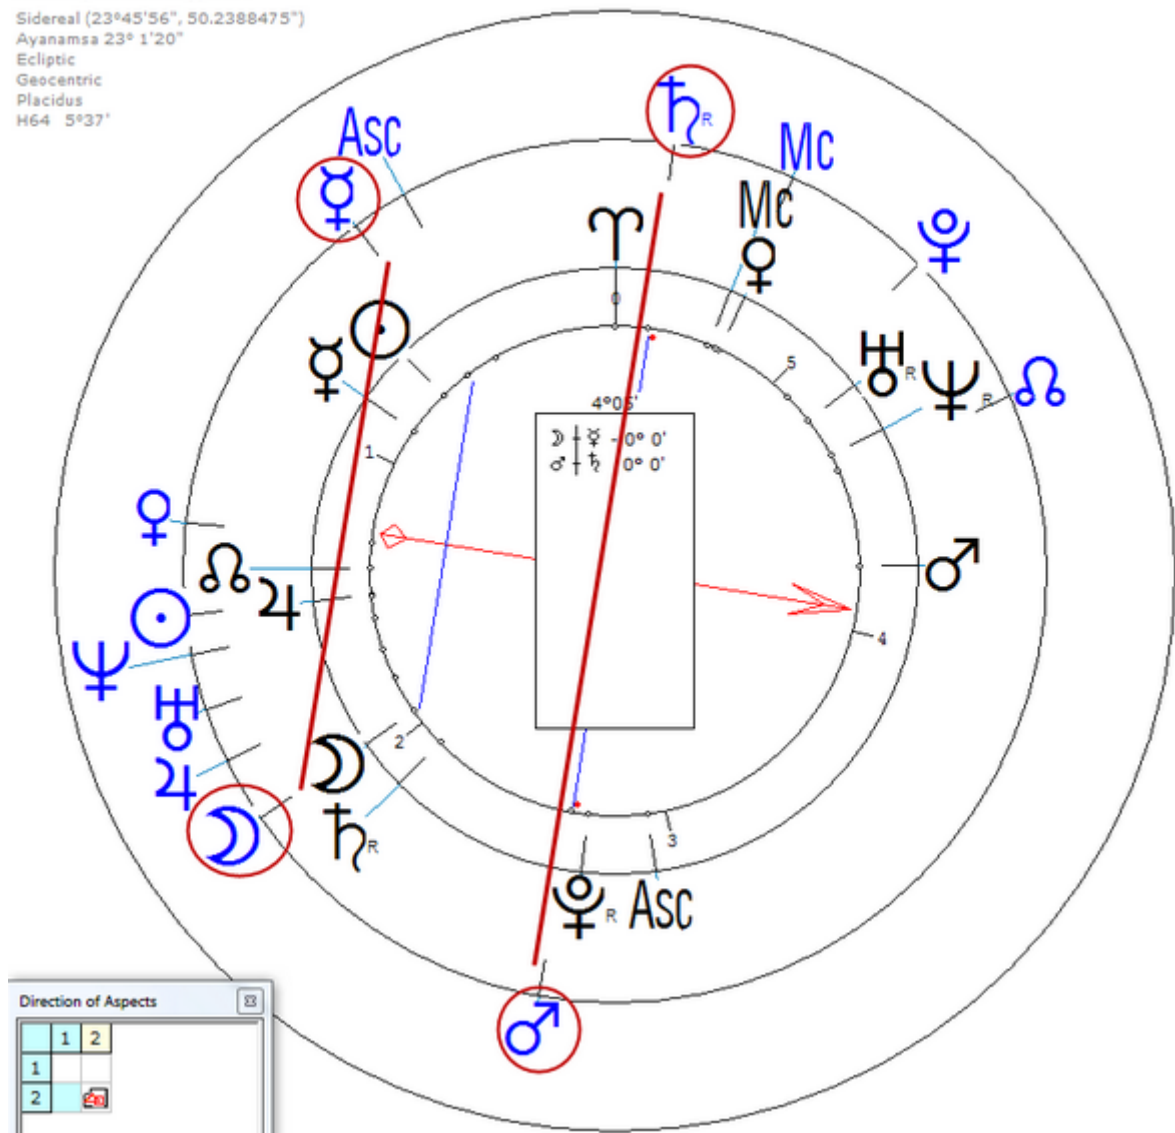 Sidereal (23°45'56", 50.2388475")
Ayanamsa 23° 1'20"
Ecliptic
Geocentric
Placidus
H64 5°37'
♄ R
Asc
Mc
☿
♇
♈
Mc
♀
0
☉
☿
5
♅ R
♆ R
☊
4°05'
☽ ☿ - 0° 0'
♂ ♄ 0° 0'
1
♀
☊
♃
♂
☉
4
♆
♅
2
☽
♃
☽
♄ R
3
♇ R
Asc
♂
Direction of Aspects
1 2
1
2